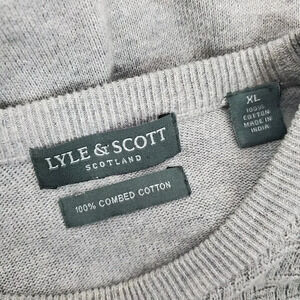 LYLE & SCOTT
SCOTLAND
100% COMBED COTTON
XL
100%
COTTON
MADE IN
INDIA